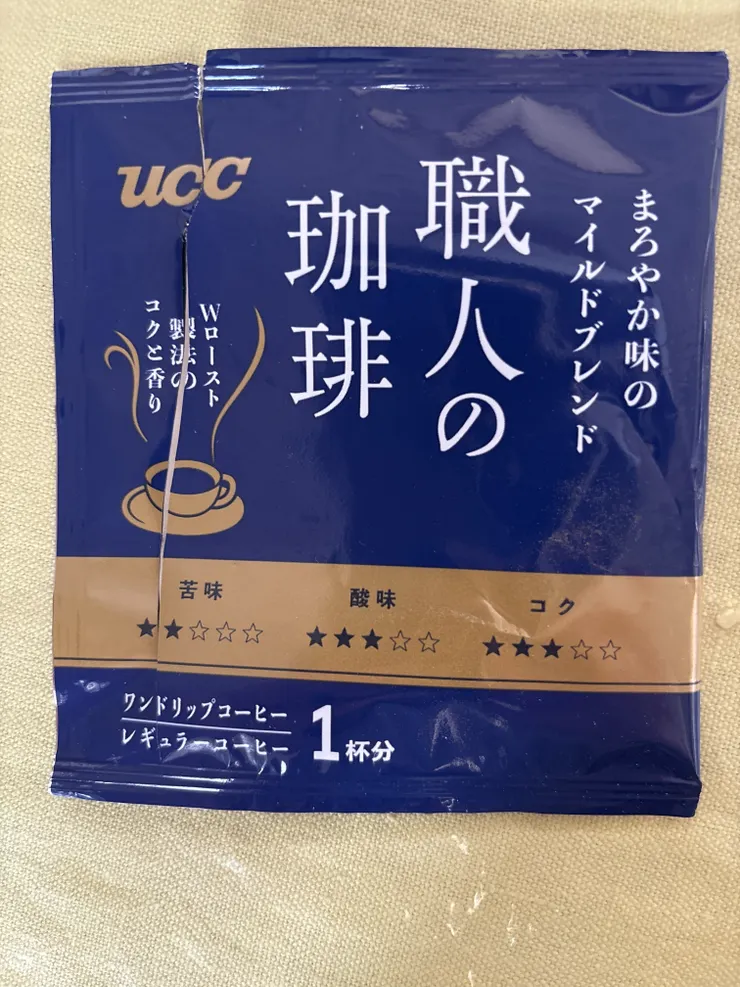 UCC
まろやか味の
マイルドブレンド
職人の
珈琲
Wロースト
製法の
コクと香り
苦味
★★☆☆☆
酸味
★★★☆☆
コク
★★★☆☆
ワンドリップコーヒー
レギュラーコーヒー
1杯分